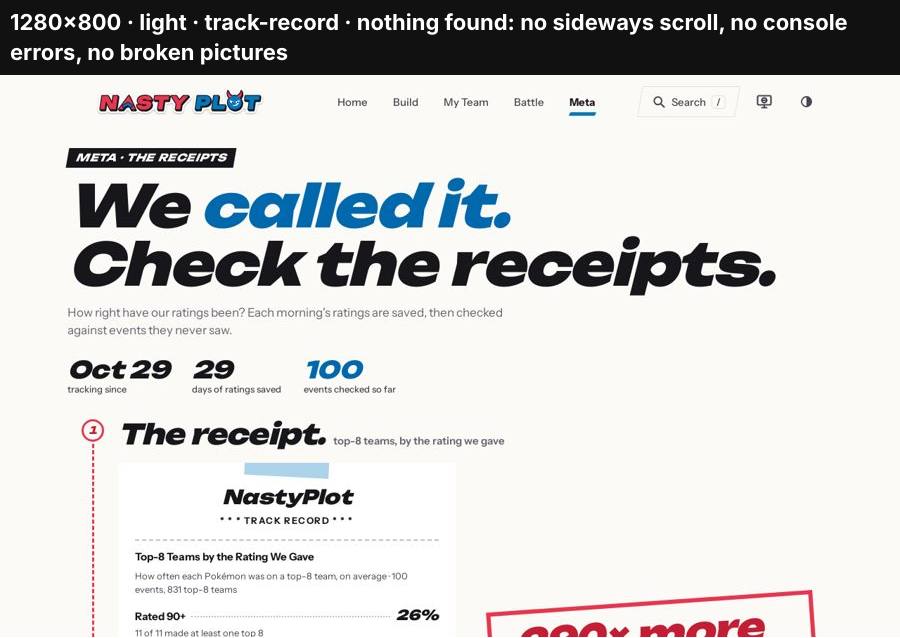 1280×800 · light · track-record · nothing found: no sideways scroll, no console
errors, no broken pictures
NASTY PLOT
Home
Build
My Team
Battle
Meta
Search /
META · THE RECEIPTS
We called it.
Check the receipts.
How right have our ratings been? Each morning's ratings are saved, then checked
against events they never saw.
Oct 29
tracking since
29
days of ratings saved
100
events checked so far
1
The receipt. top-8 teams, by the rating we gave
NastyPlot
* * * TRACK RECORD * * *
Top-8 Teams by the Rating We Gave
How often each Pokémon was on a top-8 team, on average · 100
events, 831 top-8 teams
Rated 90+ 26%
11 of 11 made at least one top 8
more